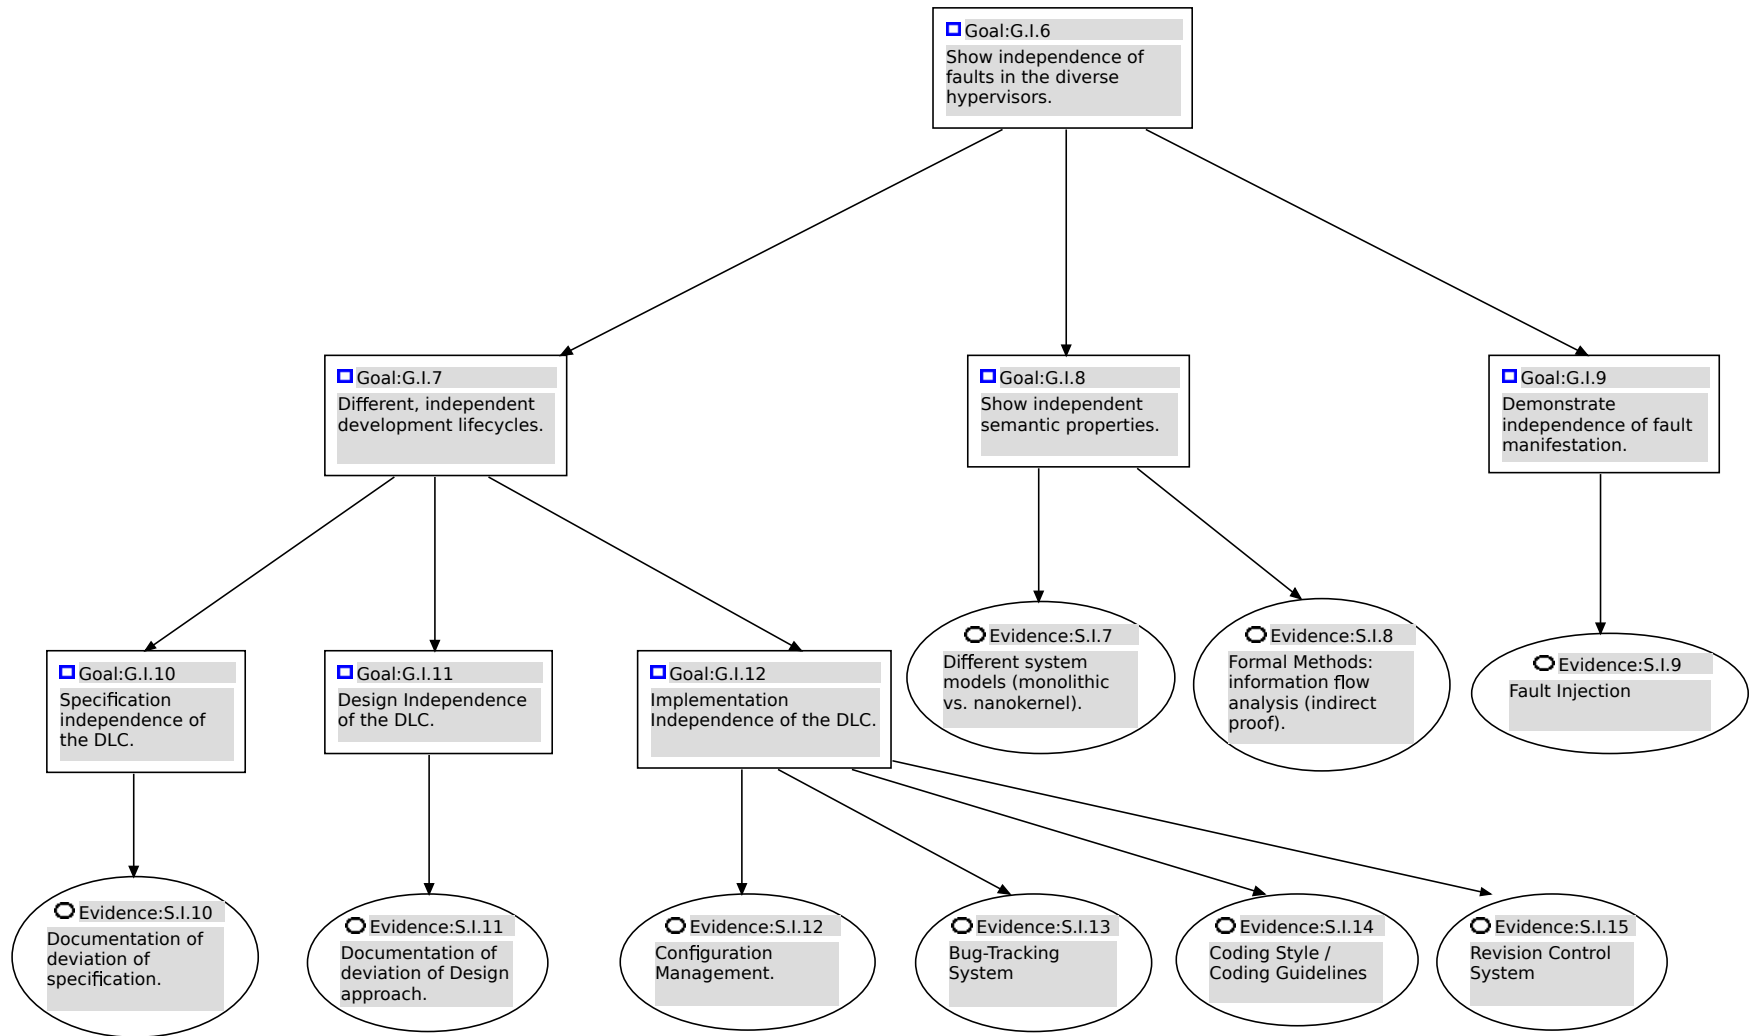 Goal:G.I.6
Show independence of
faults in the diverse
hypervisors.
Goal:G.I.7
Different, independent
development lifecycles.
Goal:G.I.8
Show independent
semantic properties.
Goal:G.I.9
Demonstrate
independence of fault
manifestation.
Goal:G.I.10
Specification
independence of
the DLC.
Goal:G.I.11
Design Independence
of the DLC.
Goal:G.I.12
Implementation
Independence of the DLC.
Evidence:S.I.7
Different system
models (monolithic
vs. nanokernel).
Evidence:S.I.8
Formal Methods:
information flow
analysis (indirect
proof).
Evidence:S.I.9
Fault Injection
Evidence:S.I.10
Documentation of
deviation of
specification.
Evidence:S.I.11
Documentation of
deviation of Design
approach.
Evidence:S.I.12
Configuration
Management.
Evidence:S.I.13
Bug-Tracking
System
Evidence:S.I.14
Coding Style /
Coding Guidelines
Evidence:S.I.15
Revision Control
System